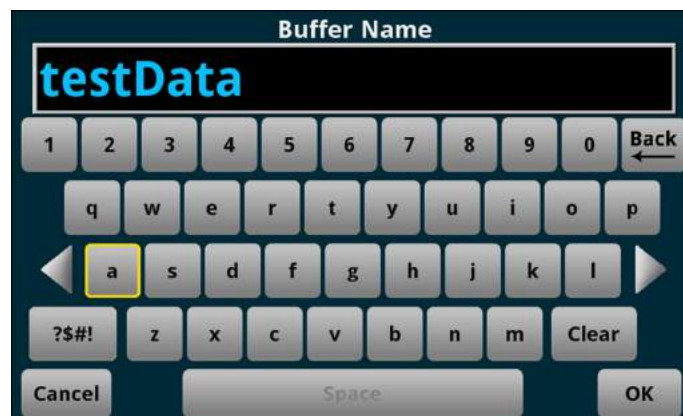 Buffer Name
testData
1 2 3 4 5 6 7 8 9 0 Back
q w e r t y u i o p
a s d f g h j k l
?$#! z x c v b n m Clear
Cancel Space OK